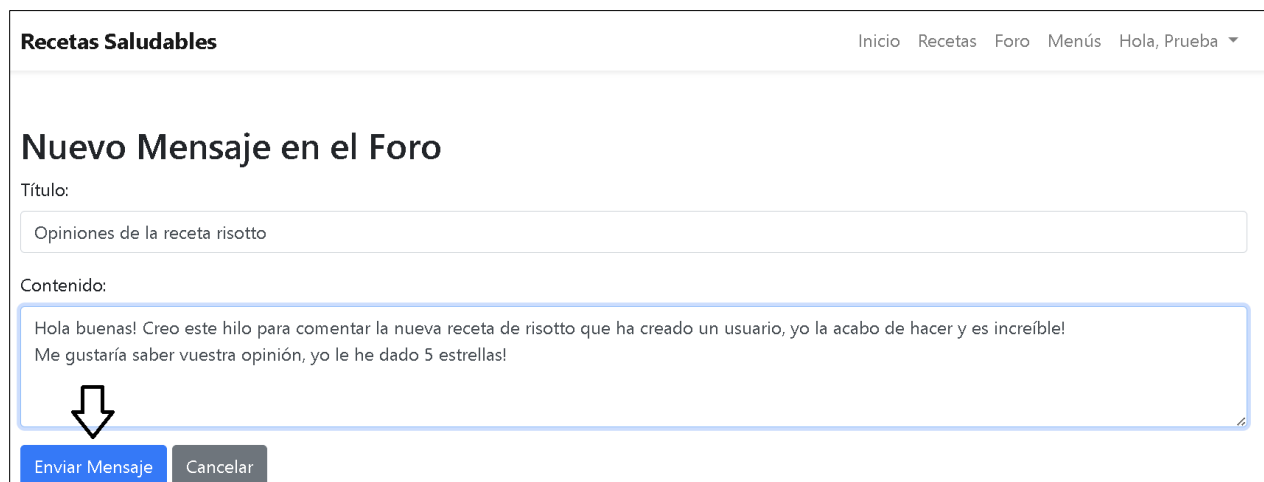 Recetas Saludables
Inicio Recetas Foro Menús Hola, Prueba
Nuevo Mensaje en el Foro
Título:
Opiniones de la receta risotto
Contenido:
Hola buenas! Creo este hilo para comentar la nueva receta de risotto que ha creado un usuario, yo la acabo de hacer y es increíble!
Me gustaría saber vuestra opinión, yo le he dado 5 estrellas!
Enviar Mensaje Cancelar